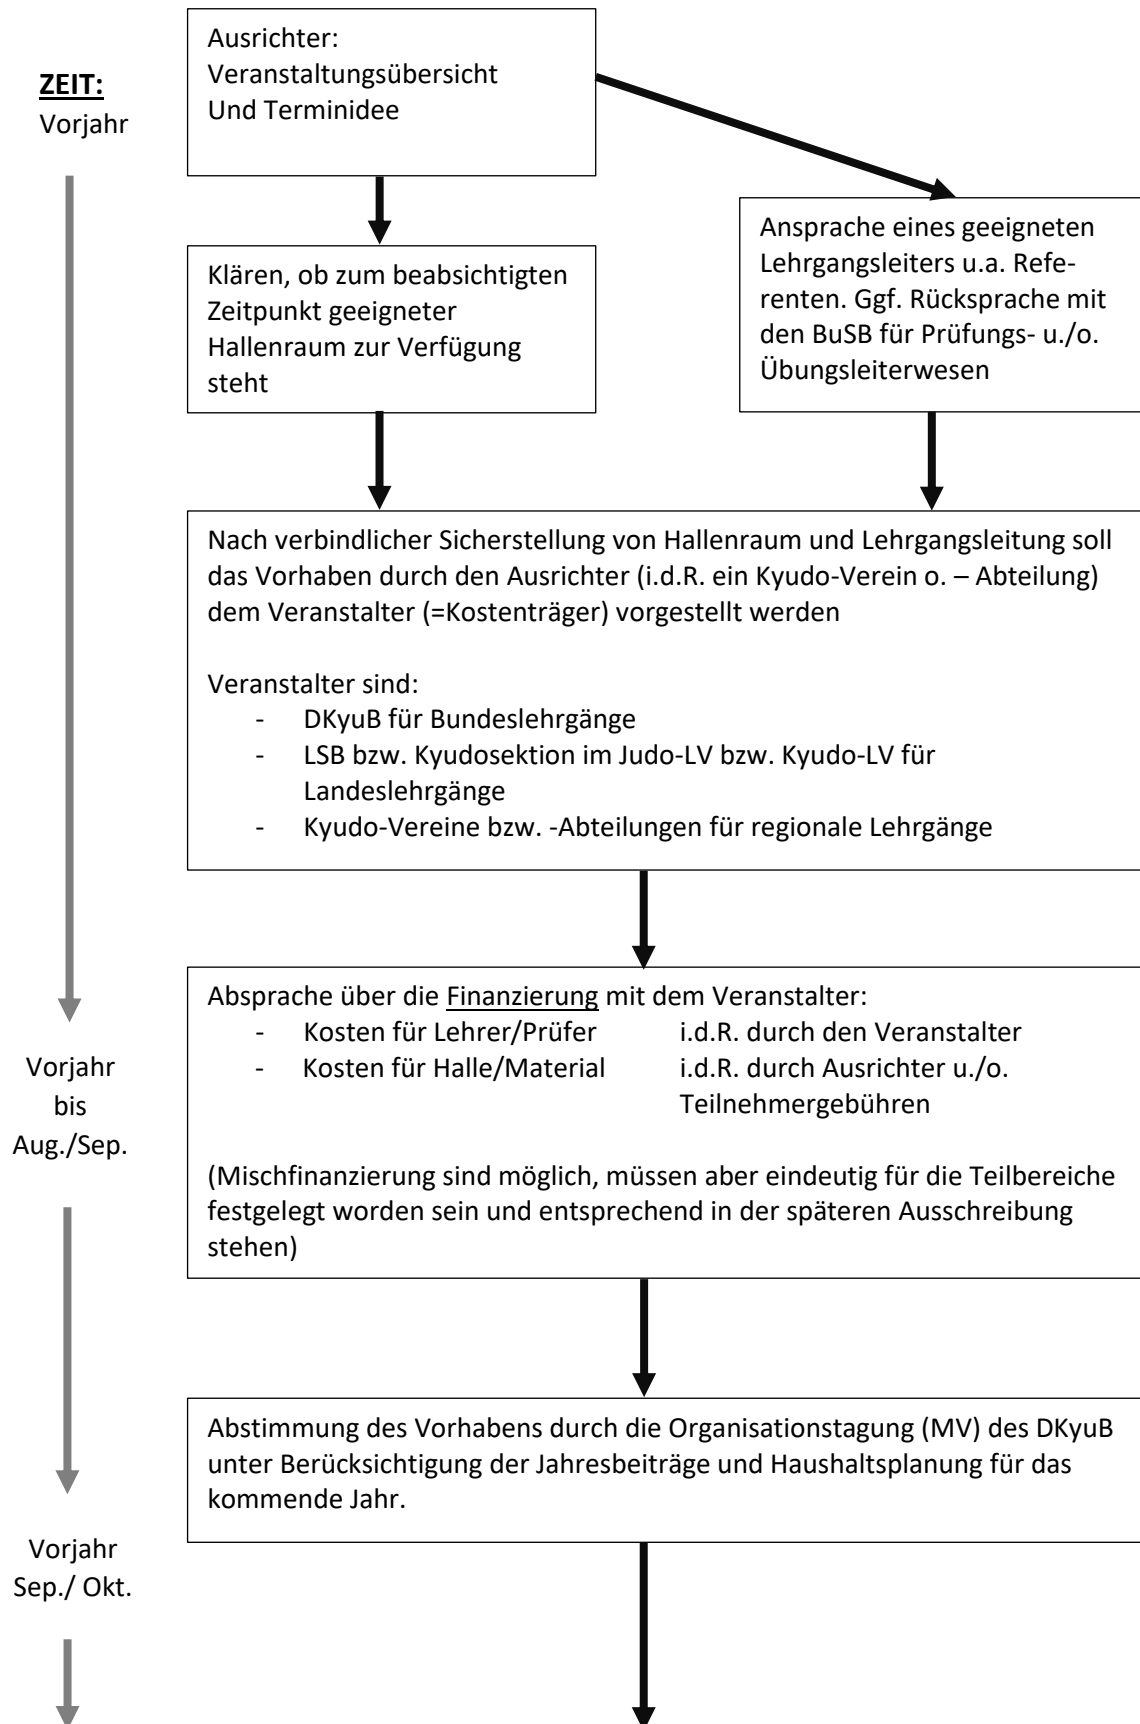 ZEIT:
Vorjahr
Ausrichter:
Veranstaltungsübersicht
Und Terminidee
Klären, ob zum beabsichtigten
Zeitpunkt geeigneter
Hallenraum zur Verfügung
steht
Ansprache eines geeigneten
Lehrgangsleiters u.a. Refe-
renten. Ggf. Rücksprache mit
den BuSB für Prüfungs- u./o.
Übungsleiterwesen
Nach verbindlicher Sicherstellung von Hallenraum und Lehrgangsleitung soll
das Vorhaben durch den Ausrichter (i.d.R. ein Kyudo-Verein o. – Abteilung)
dem Veranstalter (=Kostenträger) vorgestellt werden
Veranstalter sind:
- DKyuB für Bundeslehrgänge
- LSB bzw. Kyudosektion im Judo-LV bzw. Kyudo-LV für
Landeslehrgänge
- Kyudo-Vereine bzw. -Abteilungen für regionale Lehrgänge
Vorjahr
bis
Aug./Sep.
Absprache über die Finanzierung mit dem Veranstalter:
- Kosten für Lehrer/Prüfer i.d.R. durch den Veranstalter
- Kosten für Halle/Material i.d.R. durch Ausrichter u./o.
Teilnehmergebühren
(Mischfinanzierung sind möglich, müssen aber eindeutig für die Teilbereiche
festgelegt worden sein und entsprechend in der späteren Ausschreibung
stehen)
Abstimmung des Vorhabens durch die Organisationstagung (MV) des DKyuB
unter Berücksichtigung der Jahresbeiträge und Haushaltsplanung für das
kommende Jahr.
Vorjahr
Sep./ Okt.